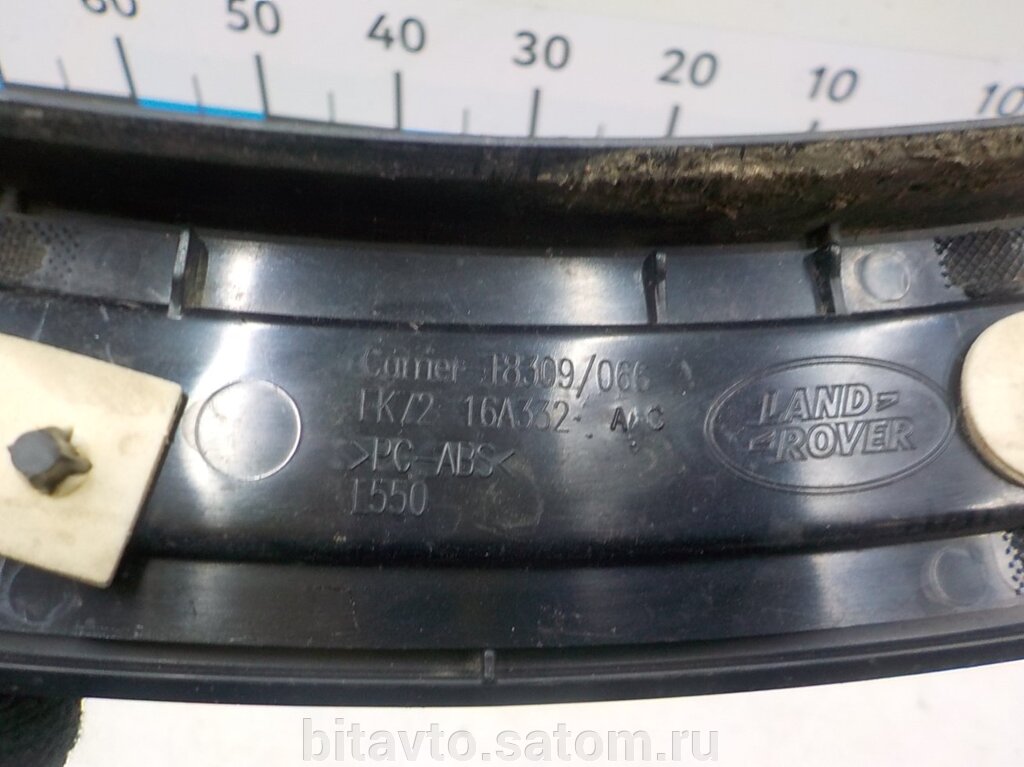 60 50 40 30 20 10 10
Carrier 18309/066
FK72 16A332- A C
>PC-ABS<
L550
LAND
ROVER
bitavto.satom.ru